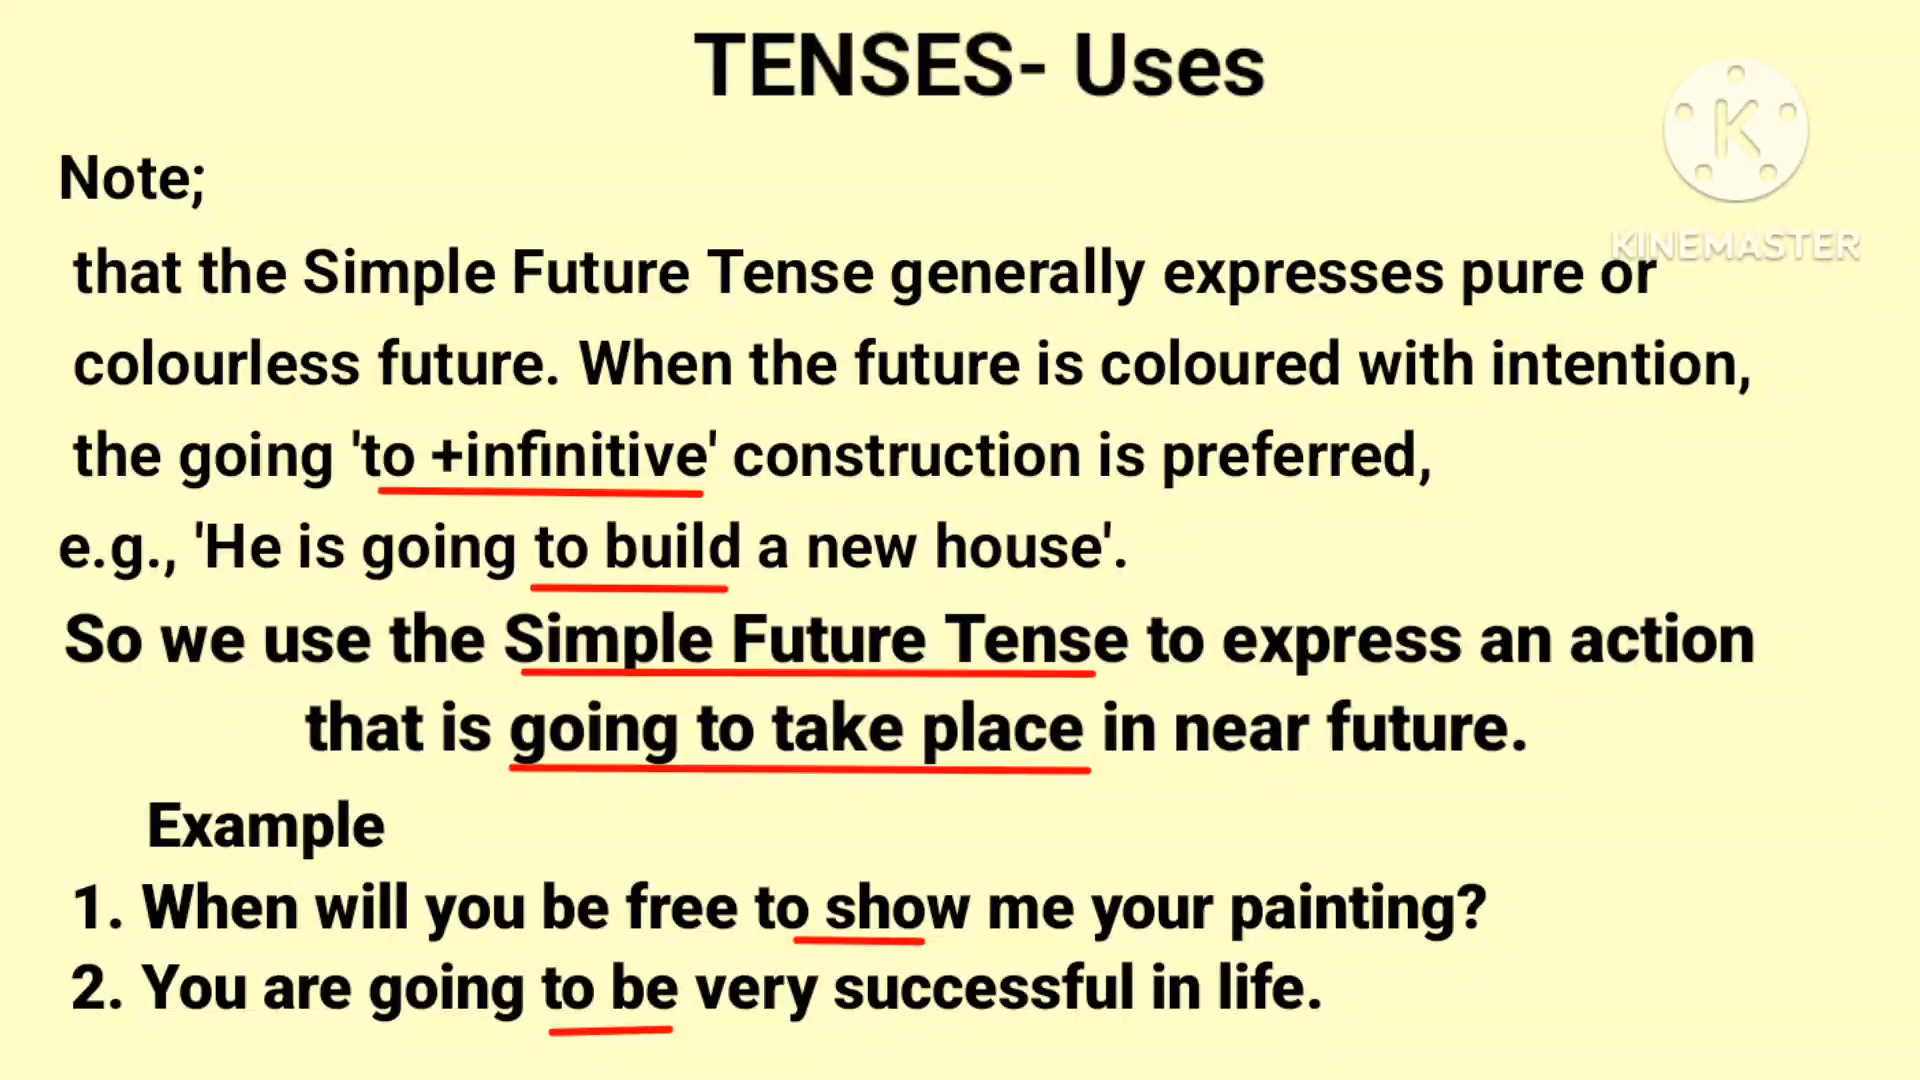 TENSES- Uses
K
KINEMASTER
Note;
that the Simple Future Tense generally expresses pure or
colourless future. When the future is coloured with intention,
the going 'to +infinitive' construction is preferred,
e.g., 'He is going to build a new house'.
So we use the Simple Future Tense to express an action
that is going to take place in near future.
Example
1. When will you be free to show me your painting?
2. You are going to be very successful in life.